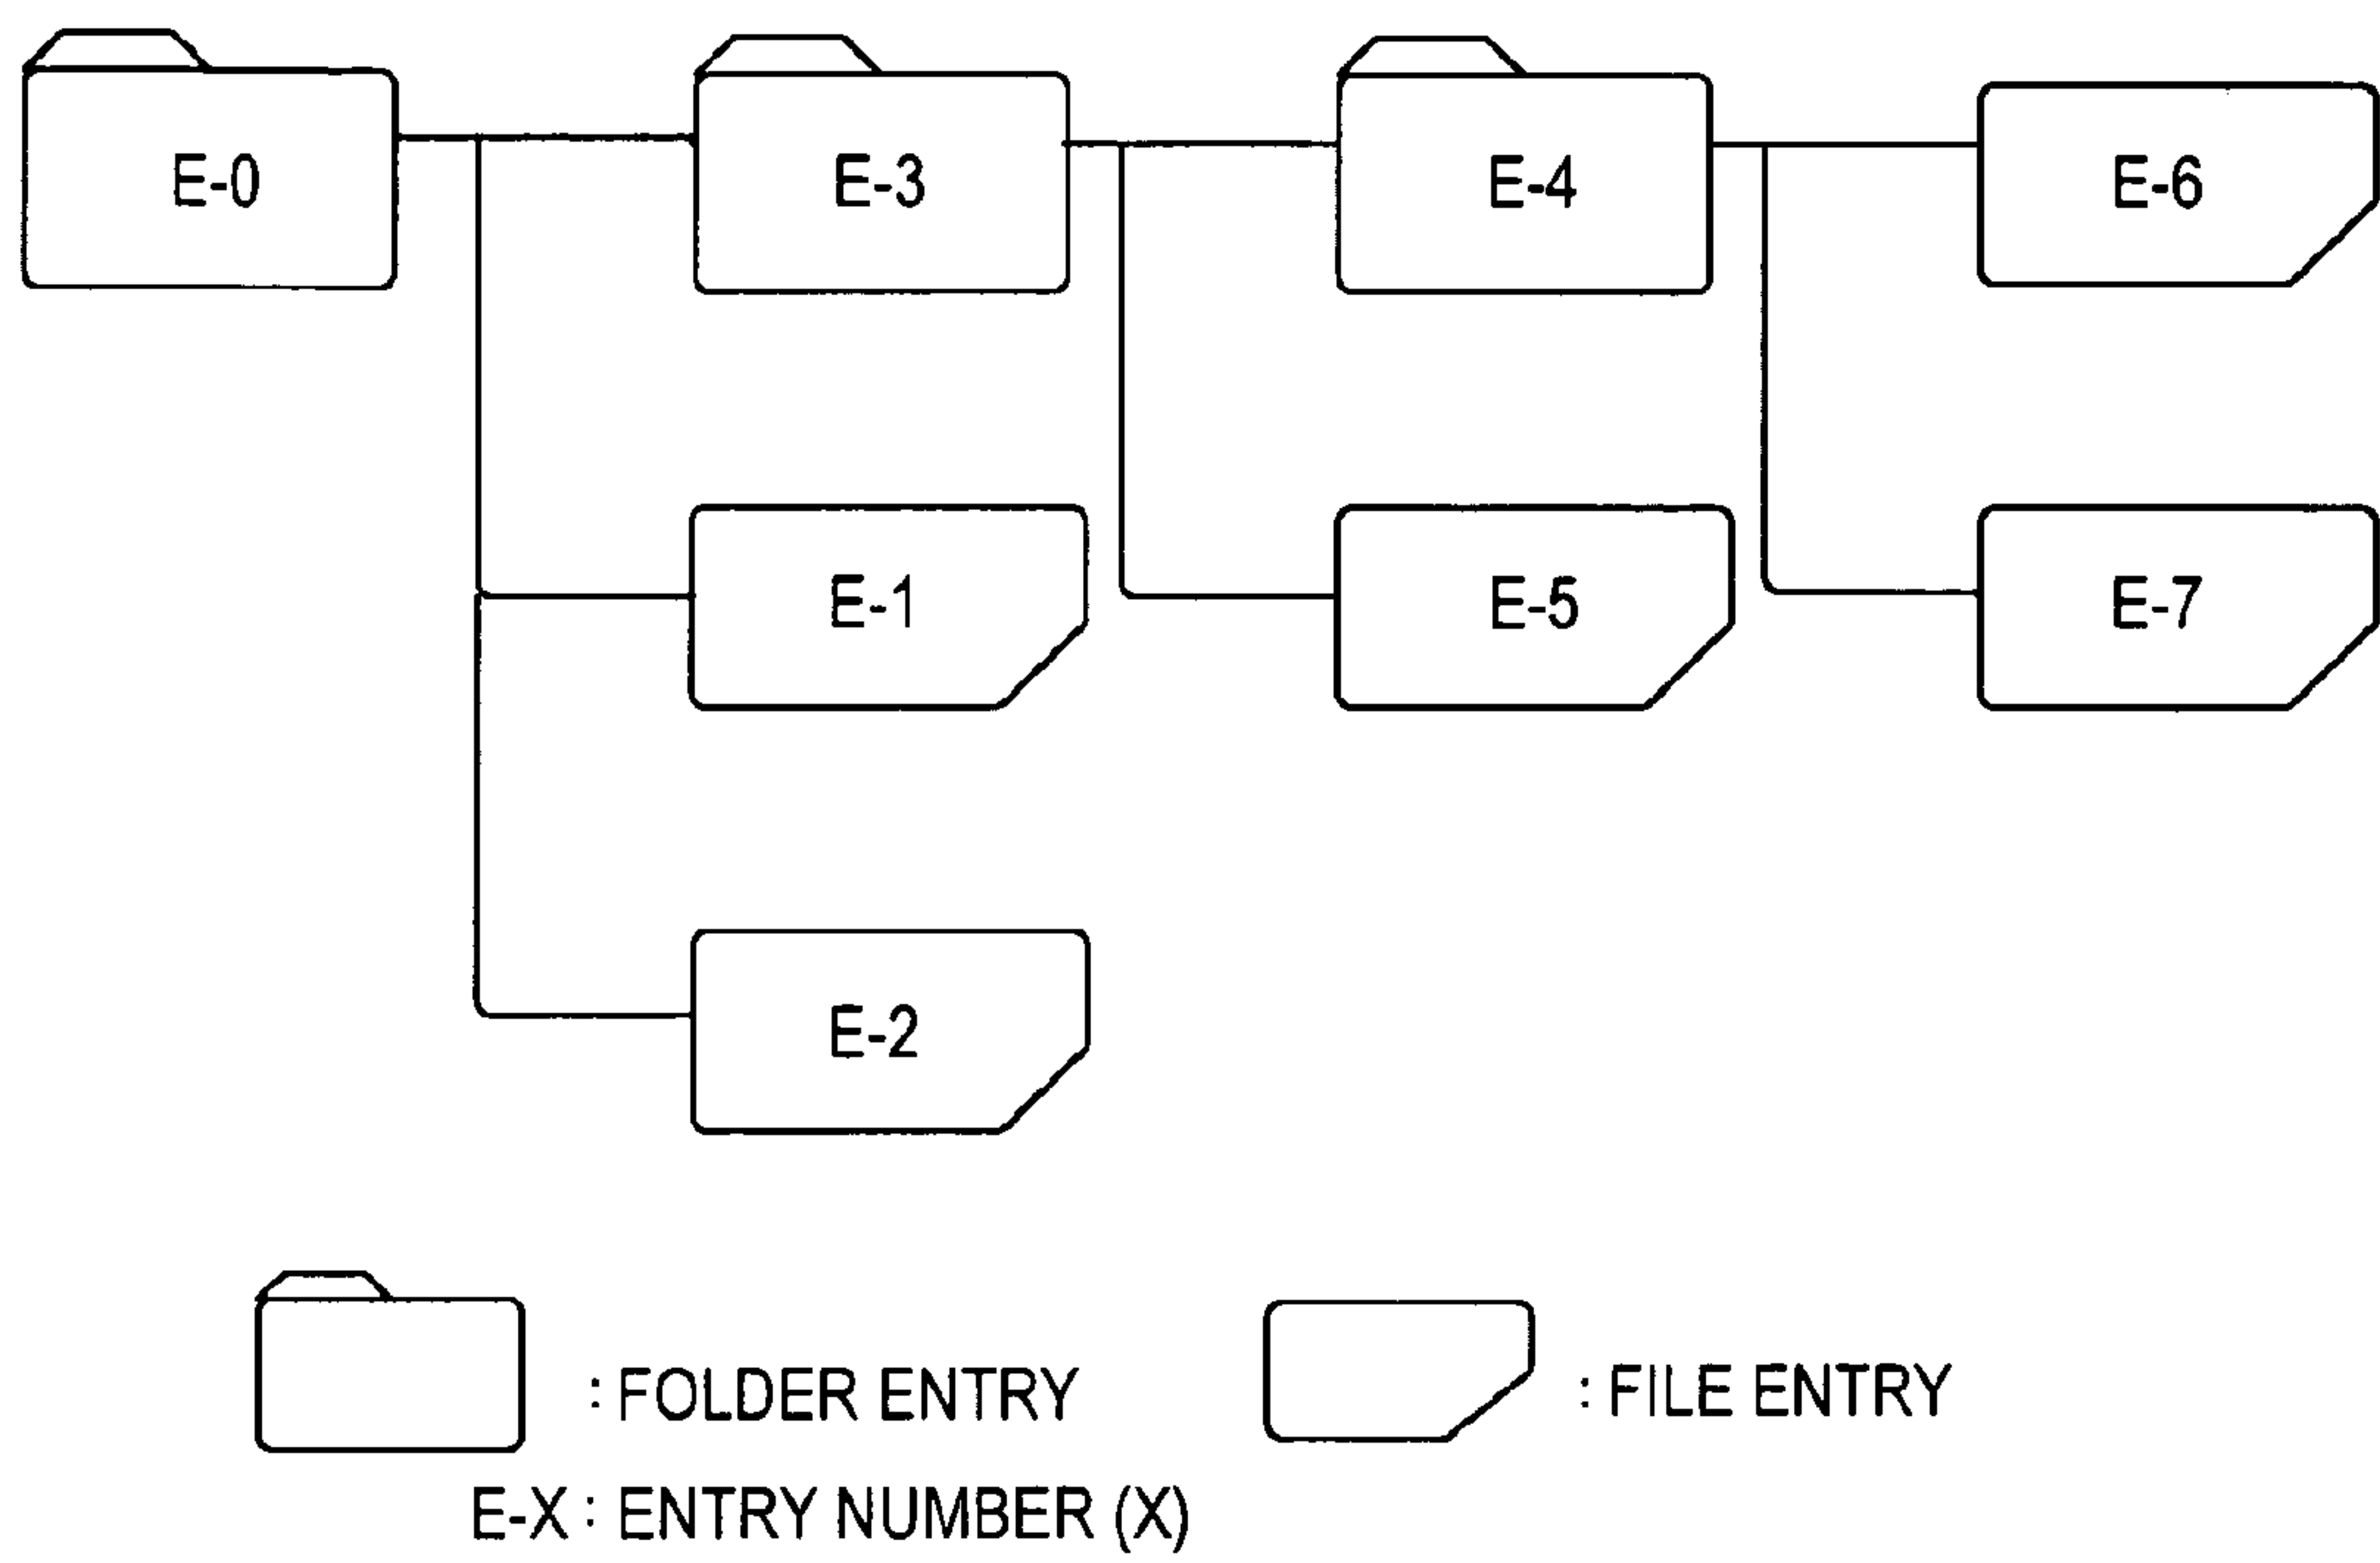 E-0
E-3
E-4
E-6
E-1
E-5
E-7
E-2
: FOLDER ENTRY
: FILE ENTRY
E-X : ENTRY NUMBER (X)